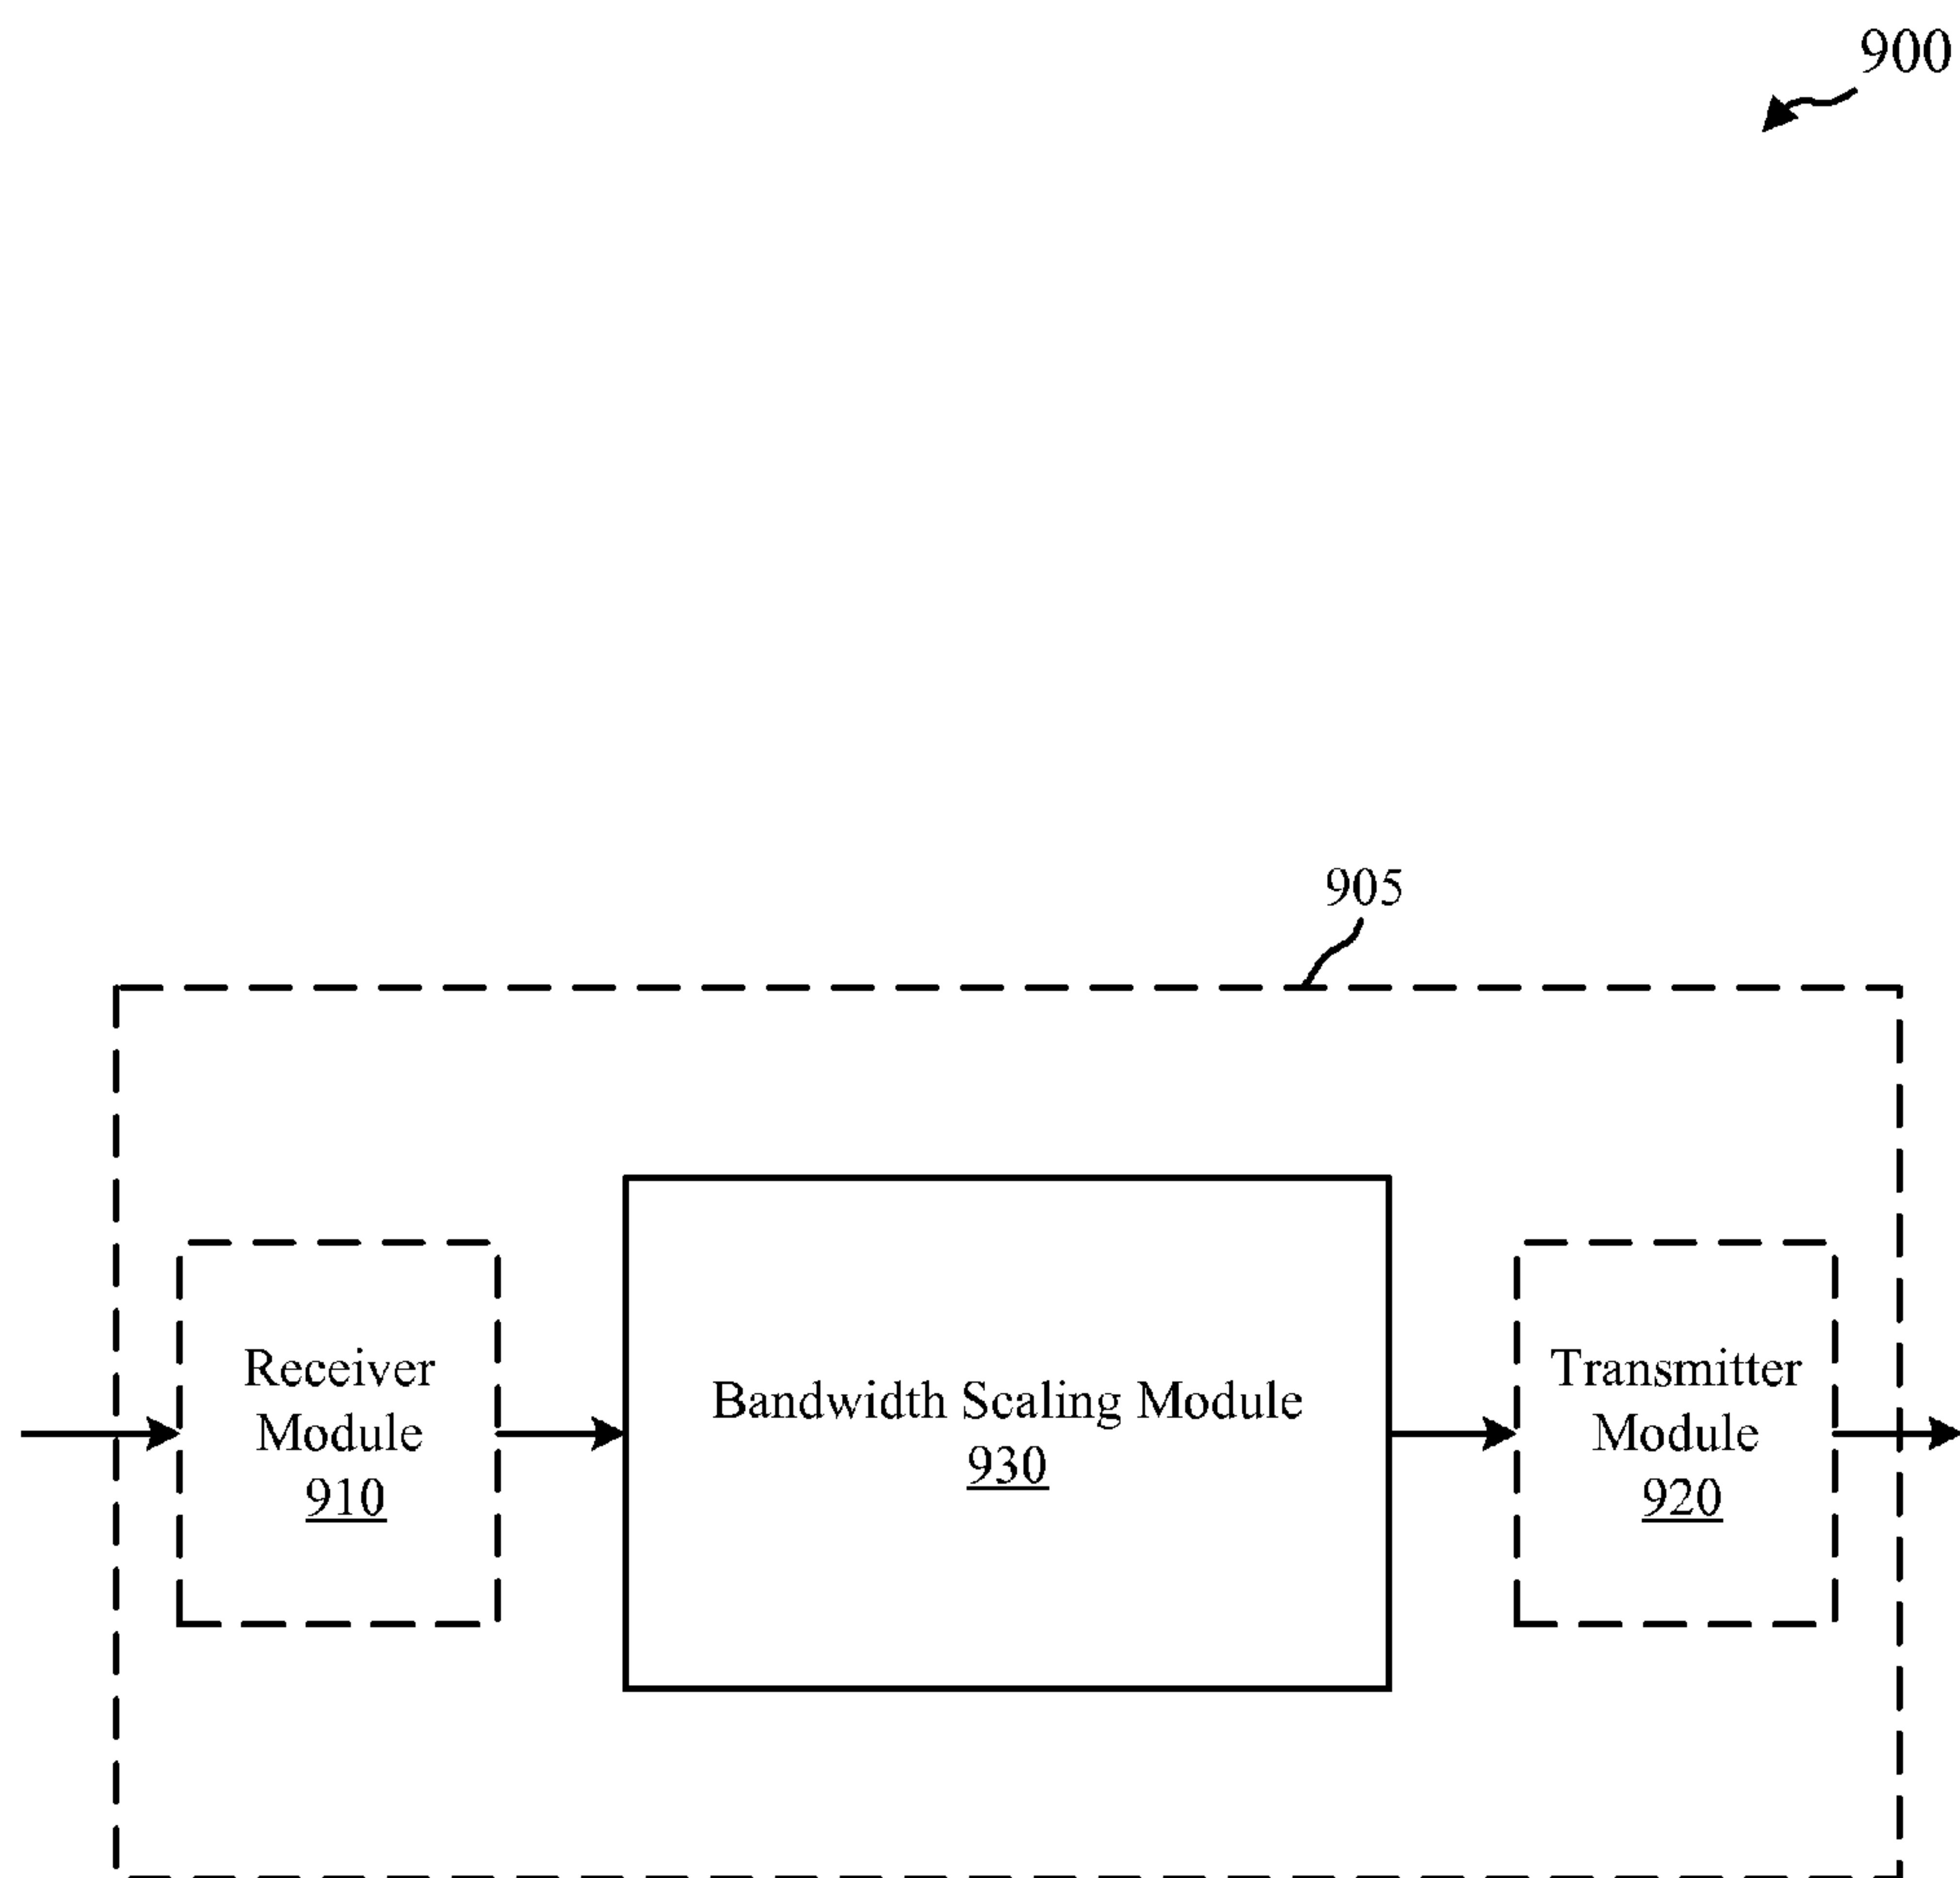 900
905
Receiver
Module
910
Bandwidth Scaling Module
930
Transmitter
Module
920